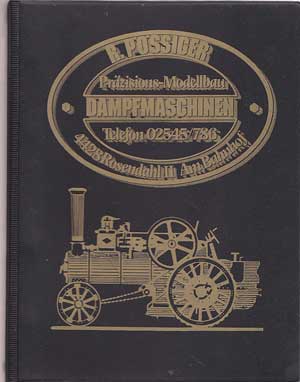 POSSIGER
Präzisions-Modellbau
DAMPFMASCHINEN
Telefon 02545/786
4428 Rosendahl 11 Am Bahnhof